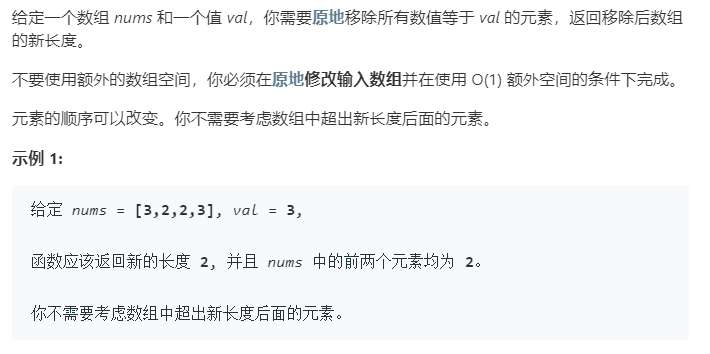 给定一个数组 nums 和一个值 val，你需要原地移除所有数值等于 val 的元素，返回移除后数组
的新长度。
不要使用额外的数组空间，你必须在原地修改输入数组并在使用 O(1) 额外空间的条件下完成。
元素的顺序可以改变。你不需要考虑数组中超出新长度后面的元素。
示例 1:
给定 nums = [3,2,2,3], val = 3,
函数应该返回新的长度 2, 并且 nums 中的前两个元素均为 2。
你不需要考虑数组中超出新长度后面的元素。